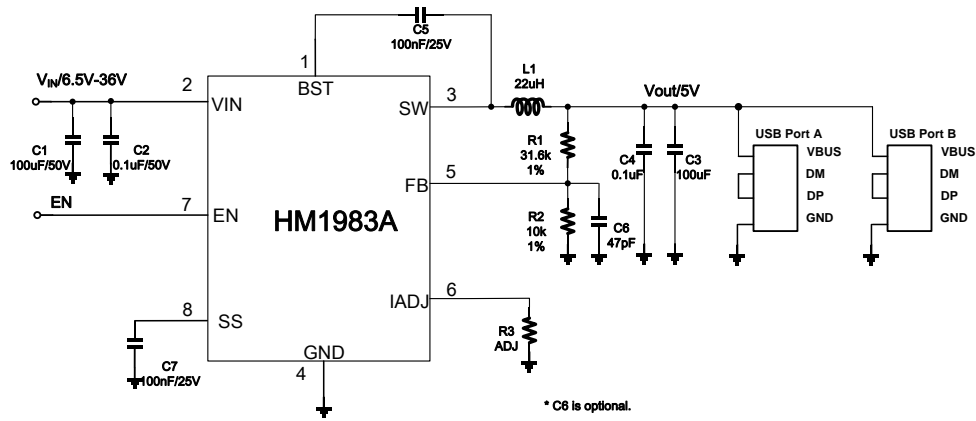 C5
100nF/25V
1
BST
VIN/6.5V-36V
2
VIN
C1
100uF/50V
C2
0.1uF/50V
EN
7
EN
HM1983A
SW
3
L1
22uH
Vout/5V
R1
31.6k
1%
FB
5
R2
10k
1%
C6
47pF
C4
0.1uF
C3
100uF
USB Port A
VBUS
DM
DP
GND
USB Port B
VBUS
DM
DP
GND
IADJ
6
R3
ADJ
8
SS
C7
100nF/25V
GND
4
* C6 is optional.